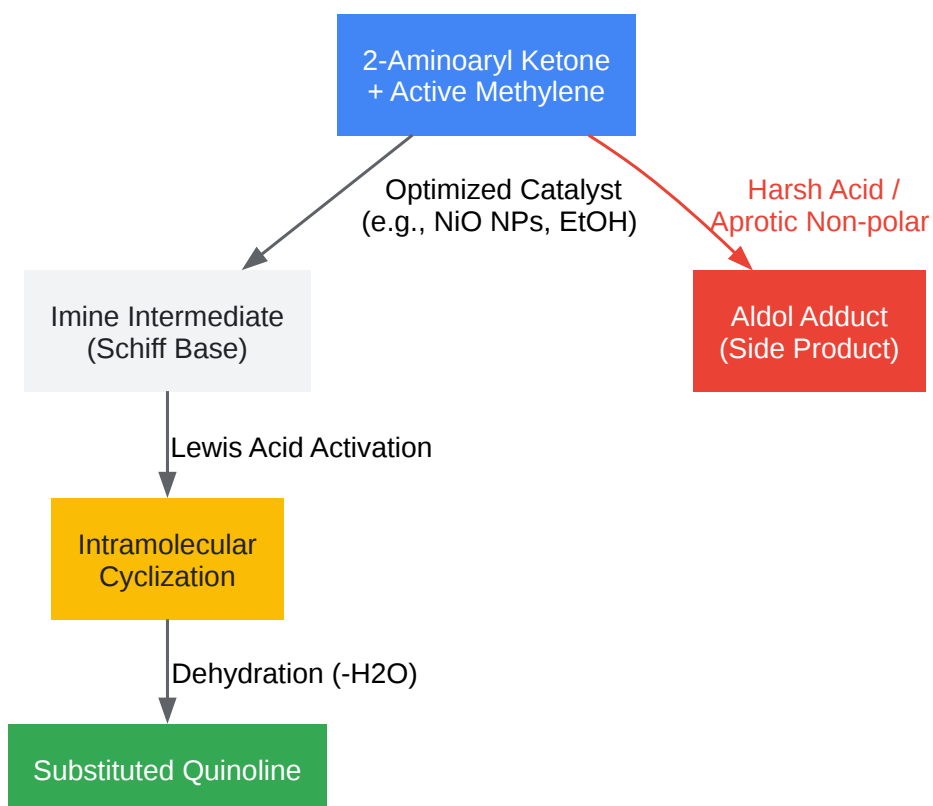 2-Aminoaryl Ketone
+ Active Methylene
Optimized Catalyst
(e.g., NiO NPs, EtOH)
Harsh Acid /
Aprotic Non-polar
Imine Intermediate
(Schiff Base)
Aldol Adduct
(Side Product)
Lewis Acid Activation
Intramolecular
Cyclization
Dehydration (-H2O)
Substituted Quinoline